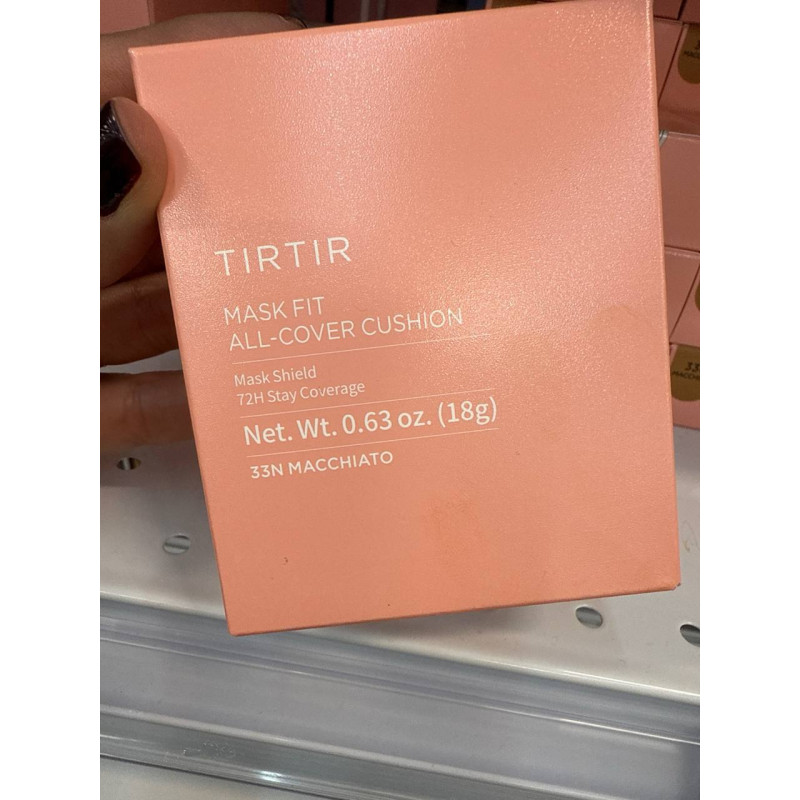 TIRTIR
MASK FIT
ALL-COVER CUSHION
Mask Shield
72H Stay Coverage
Net. Wt. 0.63 oz. (18g)
33N MACCHIATO